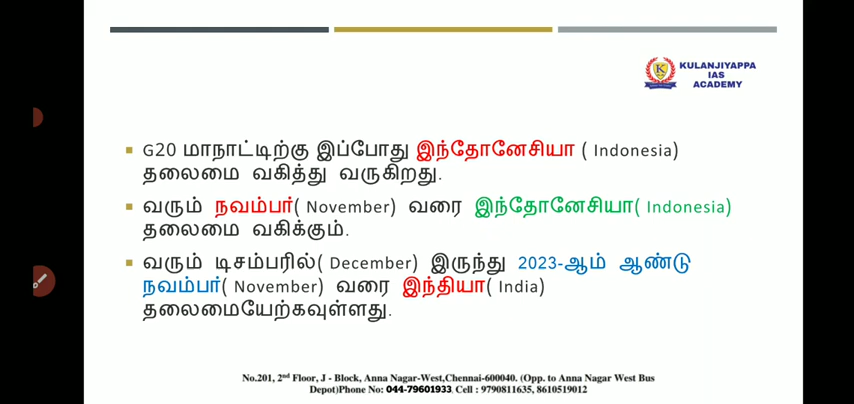 KULANJIYAPPA
IAS
ACADEMY
G20 மாநாட்டிற்கு இப்போது இந்தோனேசியா ( Indonesia)
தலைமை வகித்து வருகிறது.
வரும் நவம்பர்( November) வரை இந்தோனேசியா( Indonesia)
தலைமை வகிக்கும்.
வரும் டிசம்பரில்( December) இருந்து 2023-ஆம் ஆண்டு
நவம்பர்( November) வரை இந்தியா( India)
தலைமையேற்கவுள்ளது.
No.201, 2nd Floor, J - Block, Anna Nagar-West,Chennai-600040. (Opp. to Anna Nagar West Bus
Depot)Phone No: 044-79601933, Cell : 9790811635, 8610519012